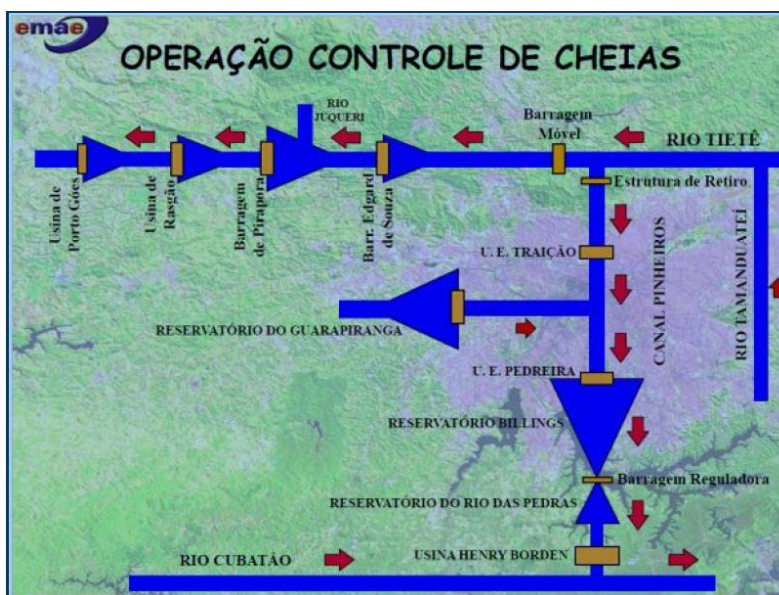 emae
OPERAÇÃO CONTROLE DE CHEIAS
RIO
JUQUERI
Barragem
Móvel
RIO TIETÊ
Usina de
Porto Góes
Usina de
Rasgão
Barragem
de Pirapora
Barr. Edgard
de Souza
Estrutura de Retiro
U. E. TRAIÇÃO
CANAL PINHEIROS
RIO TAMANDUATEÍ
RESERVATÓRIO DO GUARAPIRANGA
U. E. PEDREIRA
RESERVATÓRIO BILLINGS
Barragem Reguladora
RESERVATÓRIO DO RIO DAS PEDRAS
USINA HENRY BORDEN
RIO CUBATÃO